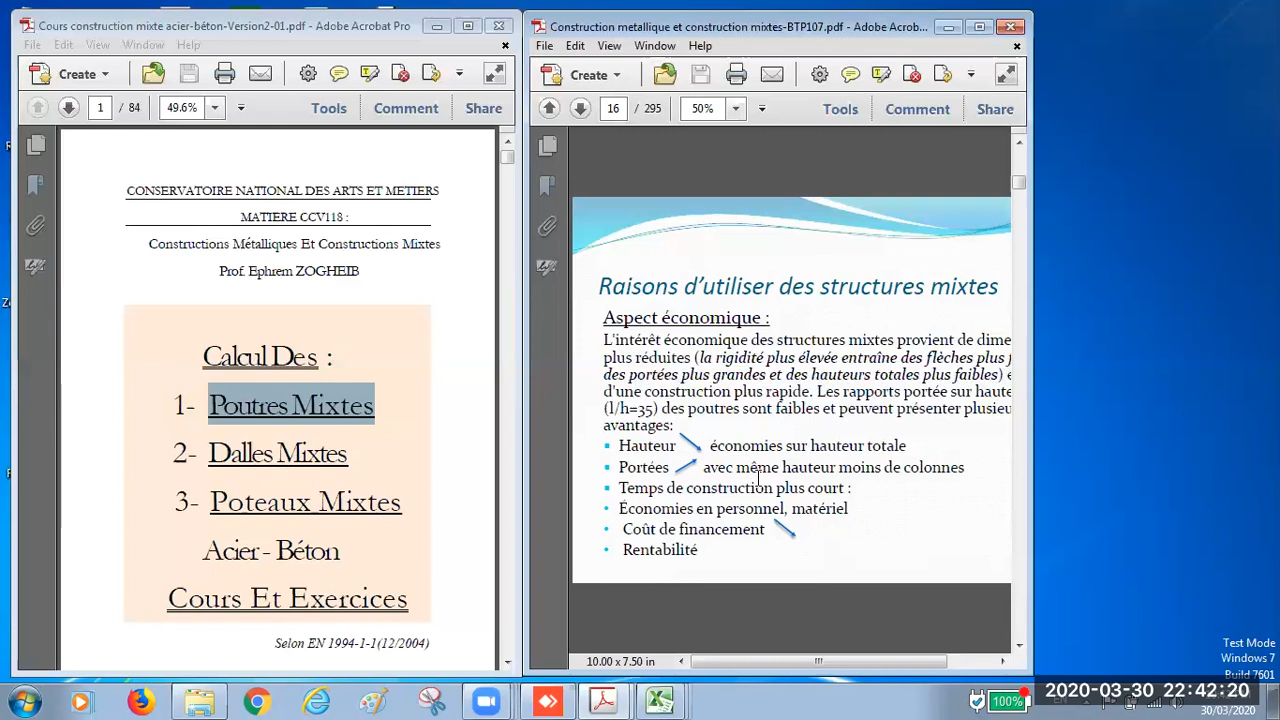 Cours construction mixte acier-béton-Version2-01.pdf - Adobe Acrobat Pro
File Edit View Window Help
Create
1 / 84 49.6%
Tools Comment Share
CONSERVATOIRE NATIONAL DES ARTS ET METIERS
MATIERE CCV118 :
Constructions Métalliques Et Constructions Mixtes
Prof. Ephrem ZOGHEIB
Calcul Des :
1- Poutres Mixtes
2- Dalles Mixtes
3- Poteaux Mixtes
Acier - Béton
Cours Et Exercices
Selon EN 1994-1-1(12/2004)
Construction metallique et construction mixtes-BTP107.pdf - Adobe Acrob...
File Edit View Window Help
Create
16 / 295 50%
Tools Comment Share
Raisons d'utiliser des structures mixtes
Aspect économique :
L'intérêt économique des structures mixtes provient de dime
plus réduites (la rigidité plus élevée entraîne des flèches plus f
des portées plus grandes et des hauteurs totales plus faibles) e
d'une construction plus rapide. Les rapports portée sur haute
(l/h=35) des poutres sont faibles et peuvent présenter plusieu
avantages:
▪ Hauteur économies sur hauteur totale
▪ Portées avec même hauteur moins de colonnes
▪ Temps de construction plus court :
• Économies en personnel, matériel
• Coût de financement
• Rentabilité
10.00 x 7.50 in
Test Mode
Windows 7
Build 7601
100%
2020-03-30 22:42:20
30/03/2020